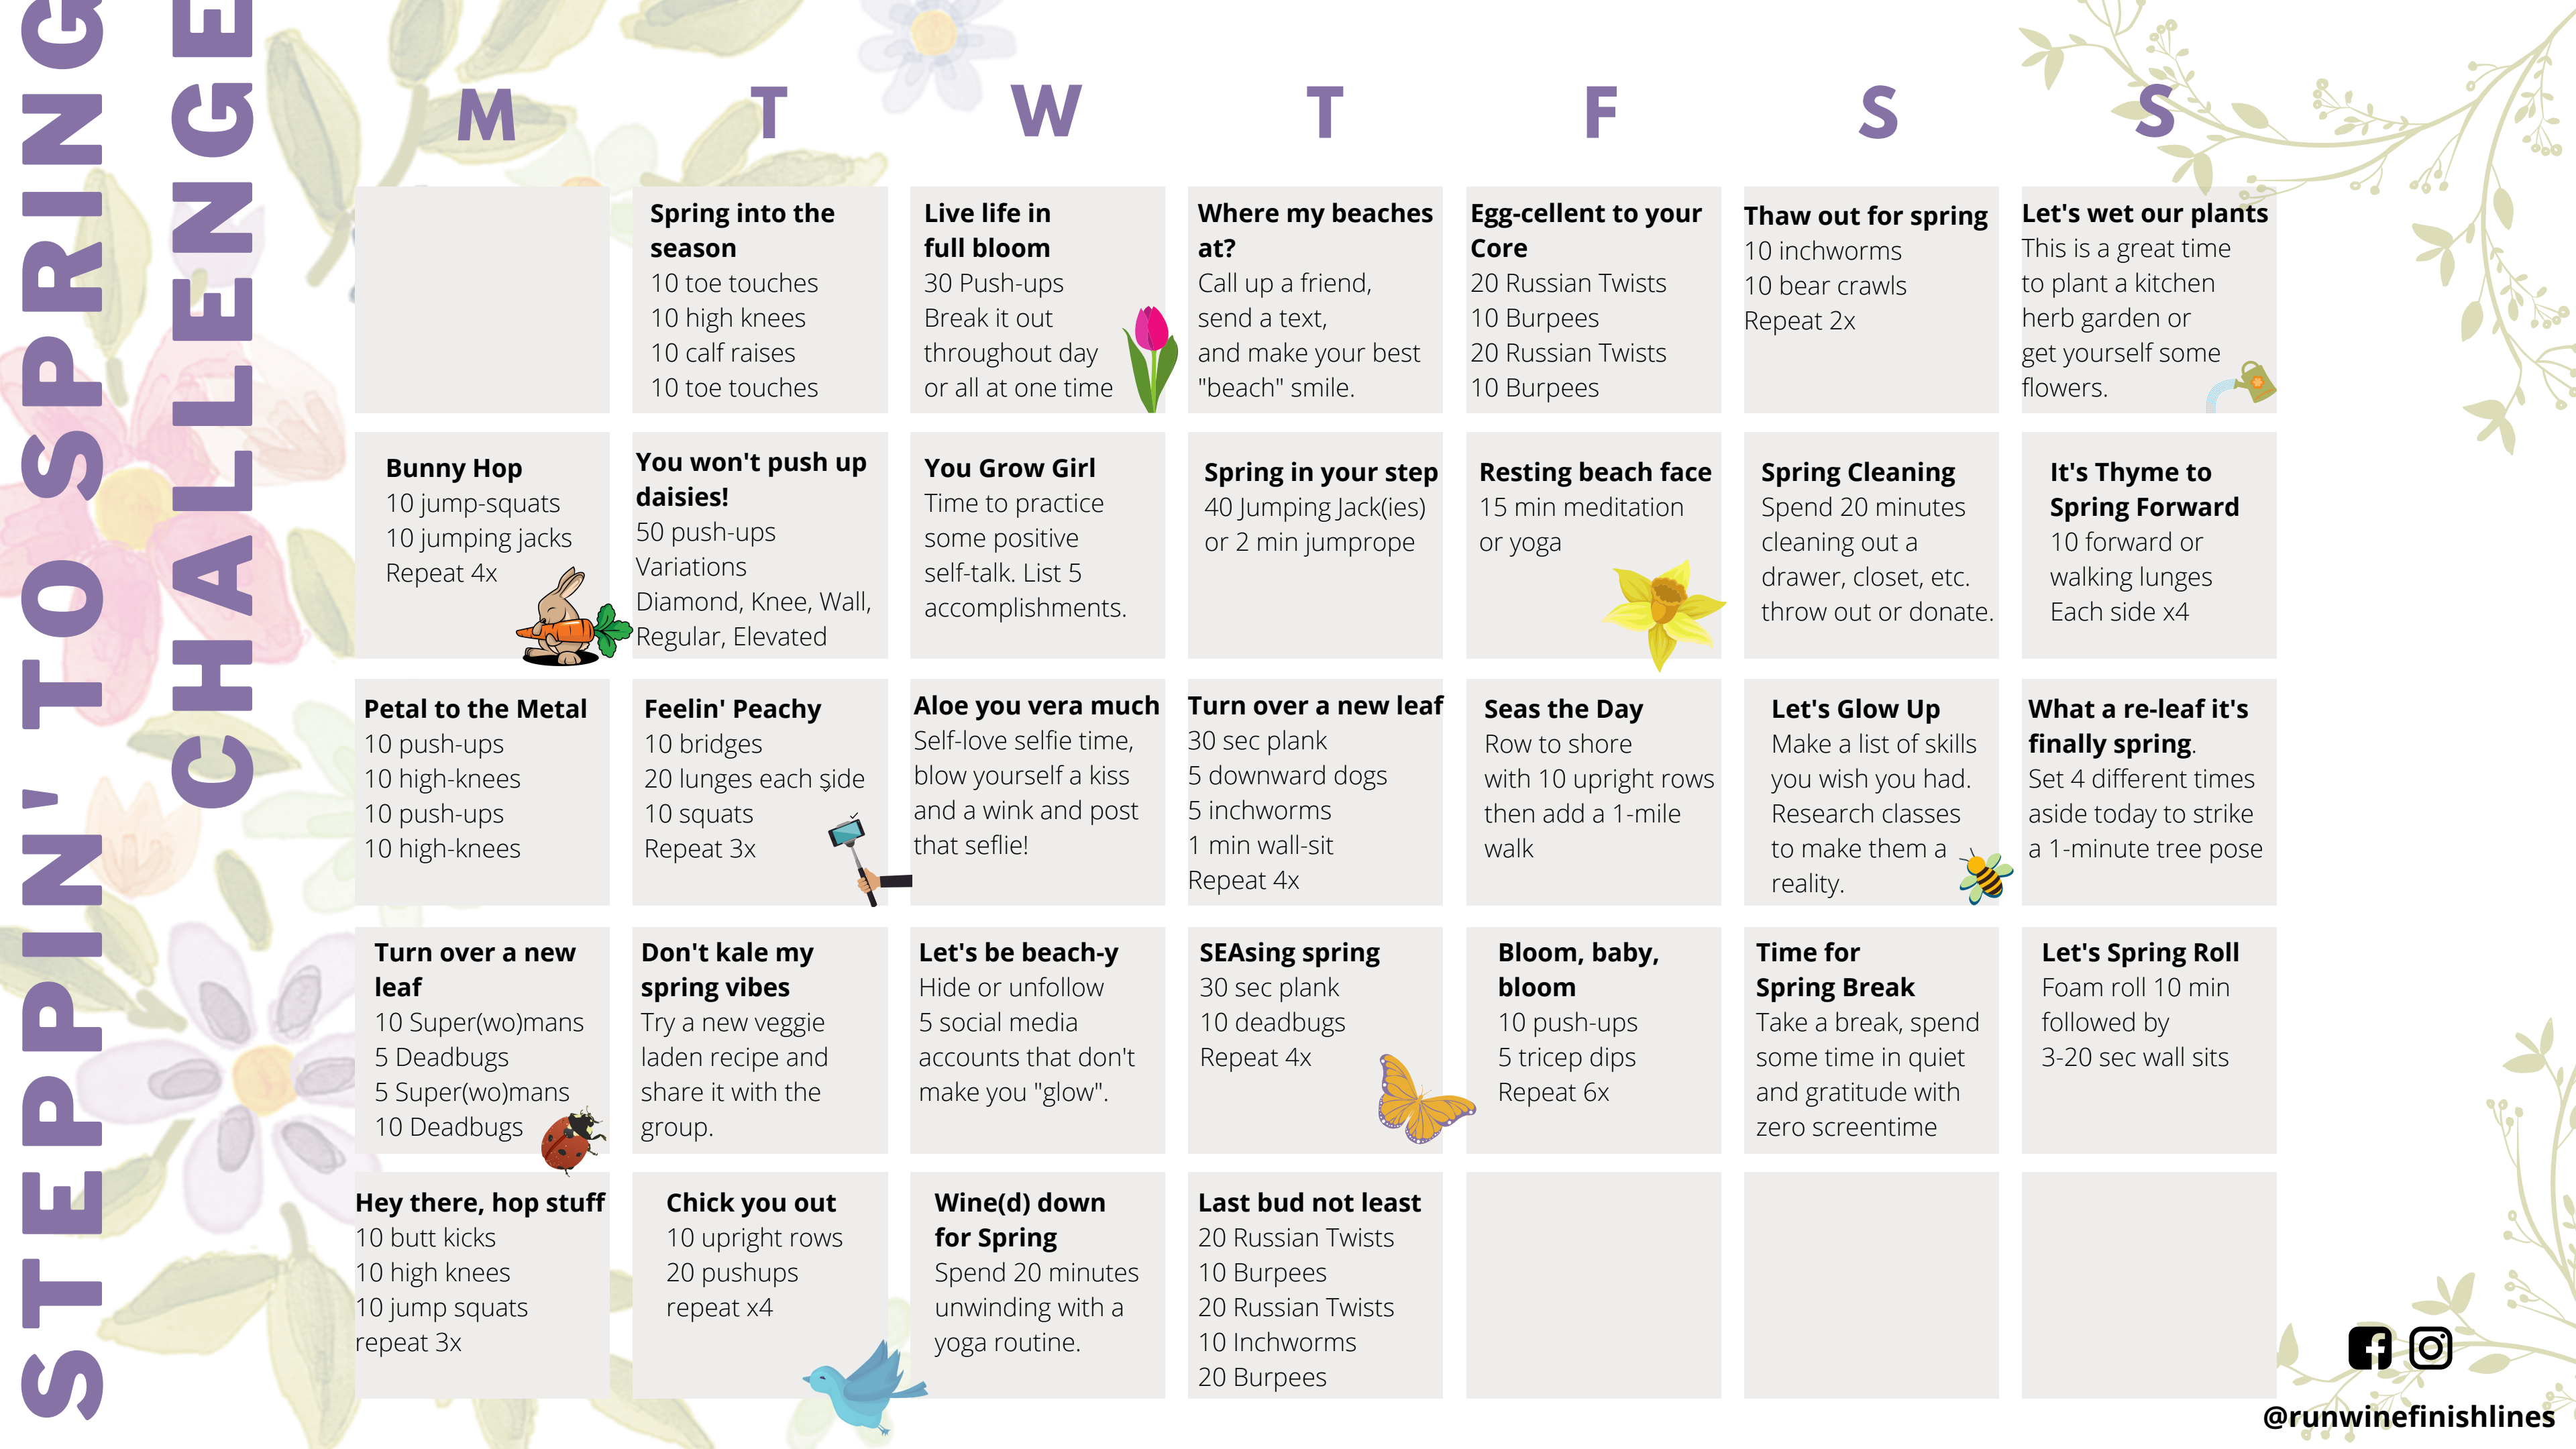 STEPPIN' TO SPRING
CHALLENGE
M T W T F S S
Spring into the
season
10 toe touches
10 high knees
10 calf raises
10 toe touches
Live life in
full bloom
30 Push-ups
Break it out
throughout day
or all at one time
Where my beaches
at?
Call up a friend,
send a text,
and make your best
"beach" smile.
Egg-cellent to your
Core
20 Russian Twists
10 Burpees
20 Russian Twists
10 Burpees
Thaw out for spring
10 inchworms
10 bear crawls
Repeat 2x
Let's wet our plants
This is a great time
to plant a kitchen
herb garden or
get yourself some
flowers.
Bunny Hop
10 jump-squats
10 jumping jacks
Repeat 4x
You won't push up
daisies!
50 push-ups
Variations
Diamond, Knee, Wall,
Regular, Elevated
You Grow Girl
Time to practice
some positive
self-talk. List 5
accomplishments.
Spring in your step
40 Jumping Jack(ies)
or 2 min jumprope
Resting beach face
15 min meditation
or yoga
Spring Cleaning
Spend 20 minutes
cleaning out a
drawer, closet, etc.
throw out or donate.
It's Thyme to
Spring Forward
10 forward or
walking lunges
Each side x4
Petal to the Metal
10 push-ups
10 high-knees
10 push-ups
10 high-knees
Feelin' Peachy
10 bridges
20 lunges each side
10 squats
Repeat 3x
Aloe you vera much
Self-love selfie time,
blow yourself a kiss
and a wink and post
that seflie!
Turn over a new leaf
30 sec plank
5 downward dogs
5 inchworms
1 min wall-sit
Repeat 4x
Seas the Day
Row to shore
with 10 upright rows
then add a 1-mile
walk
Let's Glow Up
Make a list of skills
you wish you had.
Research classes
to make them a
reality.
What a re-leaf it's
finally spring.
Set 4 different times
aside today to strike
a 1-minute tree pose
Turn over a new
leaf
10 Super(wo)mans
5 Deadbugs
5 Super(wo)mans
10 Deadbugs
Don't kale my
spring vibes
Try a new veggie
laden recipe and
share it with the
group.
Let's be beach-y
Hide or unfollow
5 social media
accounts that don't
make you "glow".
SEAsing spring
30 sec plank
10 deadbugs
Repeat 4x
Bloom, baby,
bloom
10 push-ups
5 tricep dips
Repeat 6x
Time for
Spring Break
Take a break, spend
some time in quiet
and gratitude with
zero screentime
Let's Spring Roll
Foam roll 10 min
followed by
3-20 sec wall sits
Hey there, hop stuff
10 butt kicks
10 high knees
10 jump squats
repeat 3x
Chick you out
10 upright rows
20 pushups
repeat x4
Wine(d) down
for Spring
Spend 20 minutes
unwinding with a
yoga routine.
Last bud not least
20 Russian Twists
10 Burpees
20 Russian Twists
10 Inchworms
20 Burpees
@runwinefinishlines